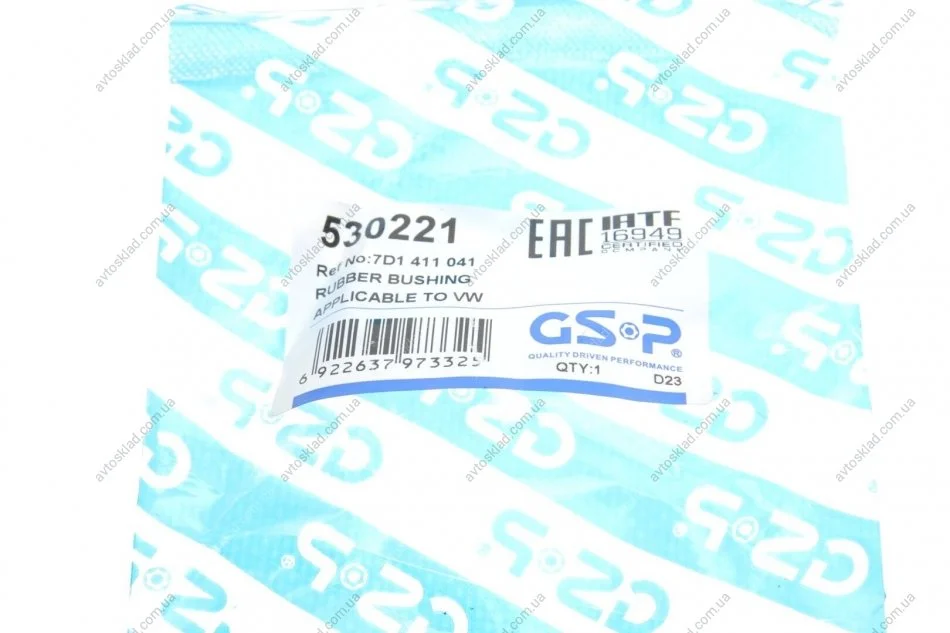 530221
Ref No:7D1 411 041
RUBBER BUSHING
APPLICABLE TO VW
6 922637 973325
EAC
IATF
16949
CERTIFIED
COMPANY
GSP®
QUALITY DRIVEN PERFORMANCE
QTY:1
D23
GSP
avtosklad.com.ua